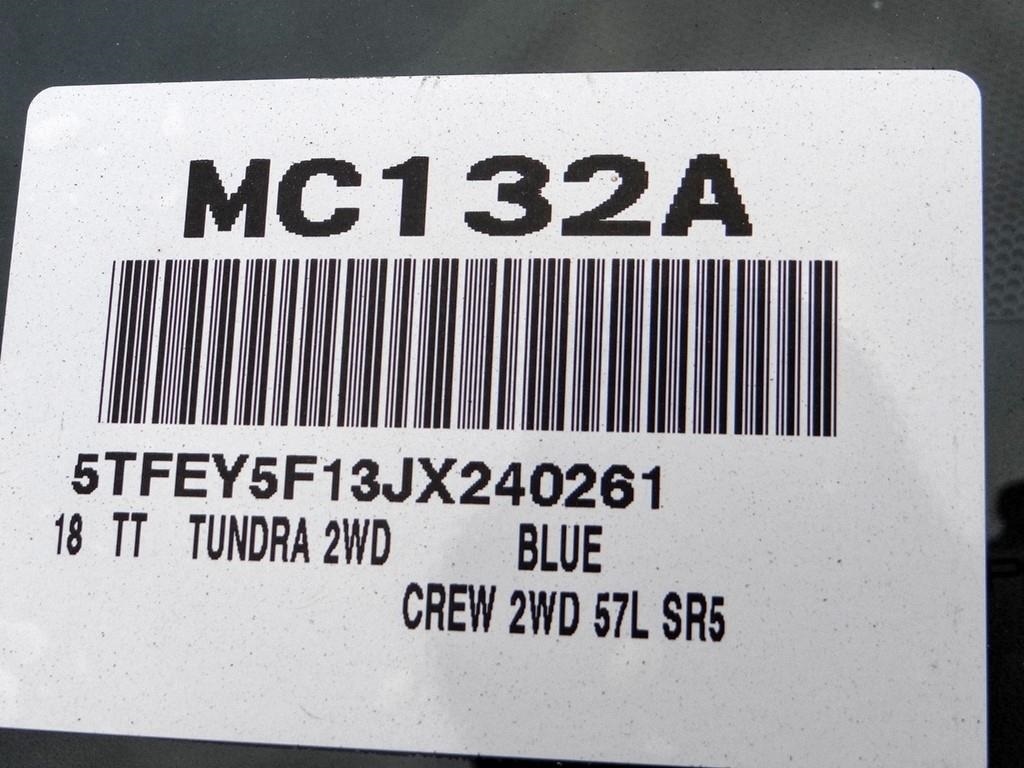 MC132A
5TFEY5F13JX240261
18 TT TUNDRA 2WD BLUE
CREW 2WD 57L SR5